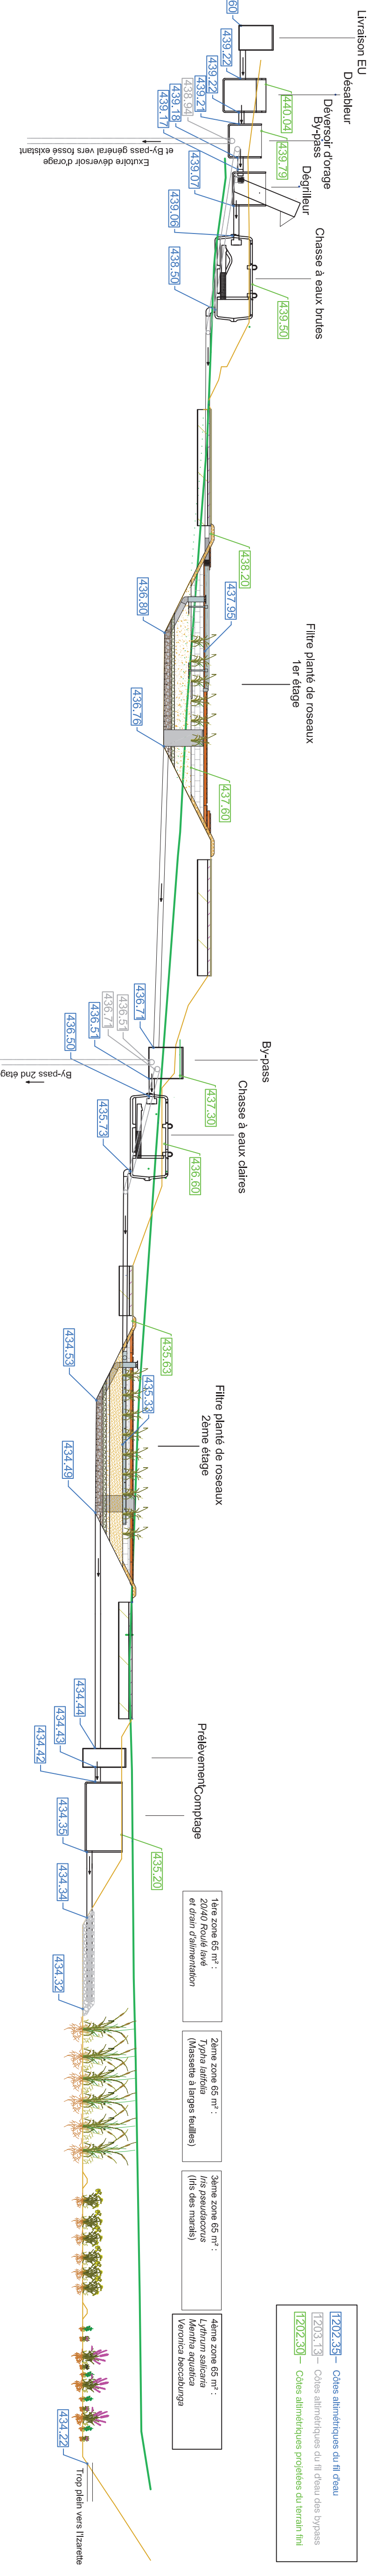 Livraison EU
Désableur
Déversoir d'orage
By-pass
Dégrilleur
Chasse à eaux brutes
60
439.22
439.22
439.21
438.94
439.18
439.17
440.04
439.79
439.07
439.06
438.50
439.50
Exutoire déversoir d'orage
et By-pass général vers fossé existant
438.20
Filtre planté de roseaux
1er étage
437.95
436.80
436.76
437.60
By-pass
436.71
436.51
436.71
436.51
436.50
437.30
By-pass 2nd étag
Chasse à eaux claires
436.60
435.73
435.63
Filtre planté de roseaux
2ème étage
435.32
434.53
434.49
Prélèvement
Comptage
434.44
434.43
434.42
434.35
435.20
434.34
434.32
1ère zone 65 m² :
20/40 Roulé lavé
et drain d'alimentation
2ème zone 65 m² :
Typha latifolia
(Massette à larges feuilles)
3ème zone 65 m² :
Iris pseudacorus
(Iris des marais)
4ème zone 65 m² :
Lythrum salicaria
Mentha aquatica
Veronica beccabunga
434.22
Trop plein vers l'Izarette
1202.35 Côtes altimétriques du fil d'eau
1203.13 Côtes altimétriques du fil d'eau des bypass
1202.30 Côtes altimétriques projetées du terrain fini